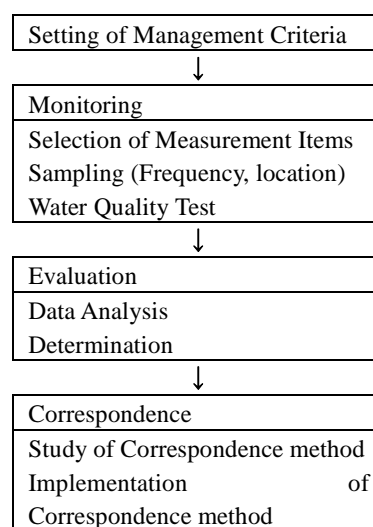 Setting of Management Criteria
↓
Monitoring
Selection of Measurement Items
Sampling (Frequency, location)
Water Quality Test
↓
Evaluation
Data Analysis
Determination
↓
Correspondence
Study of Correspondence method
Implementation of
Correspondence method